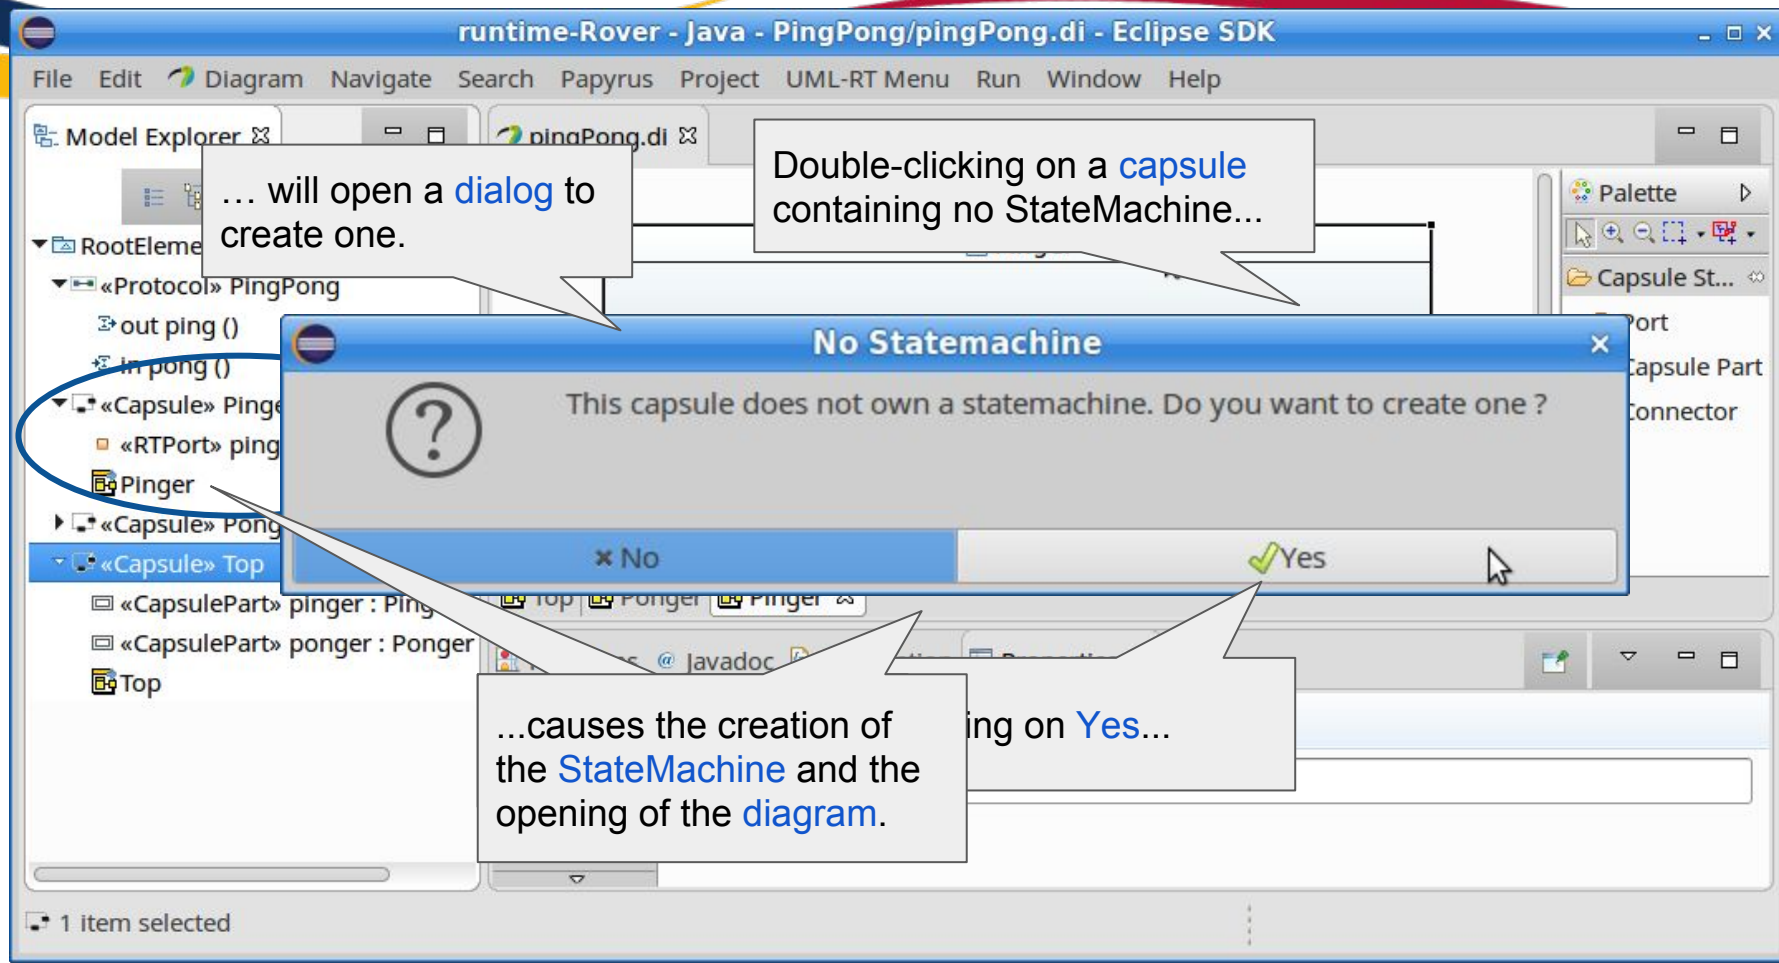 runtime-Rover - Java - PingPong/pingPong.di - Eclipse SDK
File Edit Diagram Navigate Search Papyrus Project UML-RT Menu Run Window Help
Model Explorer
pingPong.di
Double-clicking on a capsule
containing no StateMachine...
… will open a dialog to
create one.
Palette
RootEleme
«Protocol» PingPong
Capsule St...
out ping ()
Port
in pong ()
No Statemachine
This capsule does not own a statemachine. Do you want to create one ?
No
Yes
Capsule Part
Connector
«Capsule» Pinge
«RTPort» ping
Pinger
«Capsule» Pong
«Capsule» Top
«CapsulePart» pinger : Ping
«CapsulePart» ponger : Ponger
Top
Top Ponger Pinger
@ Javadoc
...causes the creation of
the StateMachine and the
opening of the diagram.
ing on Yes...
1 item selected